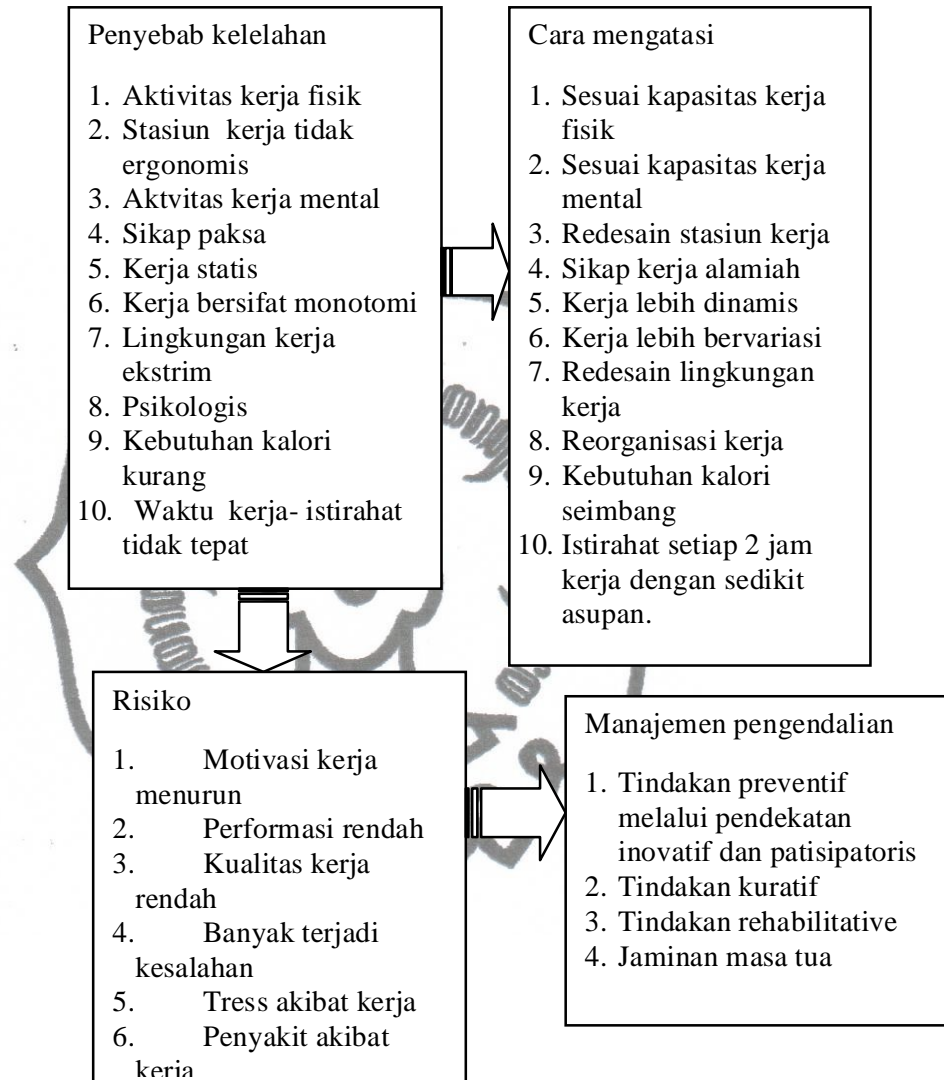 Penyebab kelelahan
1. Aktivitas kerja fisik
2. Stasiun kerja tidak
ergonomis
3. Aktvitas kerja mental
4. Sikap paksa
5. Kerja statis
6. Kerja bersifat monotomi
7. Lingkungan kerja
ekstrim
8. Psikologis
9. Kebutuhan kalori
kurang
10. Waktu kerja- istirahat
tidak tepat
Cara mengatasi
1. Sesuai kapasitas kerja
fisik
2. Sesuai kapasitas kerja
mental
3. Redesain stasiun kerja
4. Sikap kerja alamiah
5. Kerja lebih dinamis
6. Kerja lebih bervariasi
7. Redesain lingkungan
kerja
8. Reorganisasi kerja
9. Kebutuhan kalori
seimbang
10. Istirahat setiap 2 jam
kerja dengan sedikit
asupan.
Risiko
1. Motivasi kerja
menurun
2. Performasi rendah
3. Kualitas kerja
rendah
4. Banyak terjadi
kesalahan
5. Tress akibat kerja
6. Penyakit akibat
kerja
Manajemen pengendalian
1. Tindakan preventif
melalui pendekatan
inovatif dan patisipatoris
2. Tindakan kuratif
3. Tindakan rehabilitative
4. Jaminan masa tua